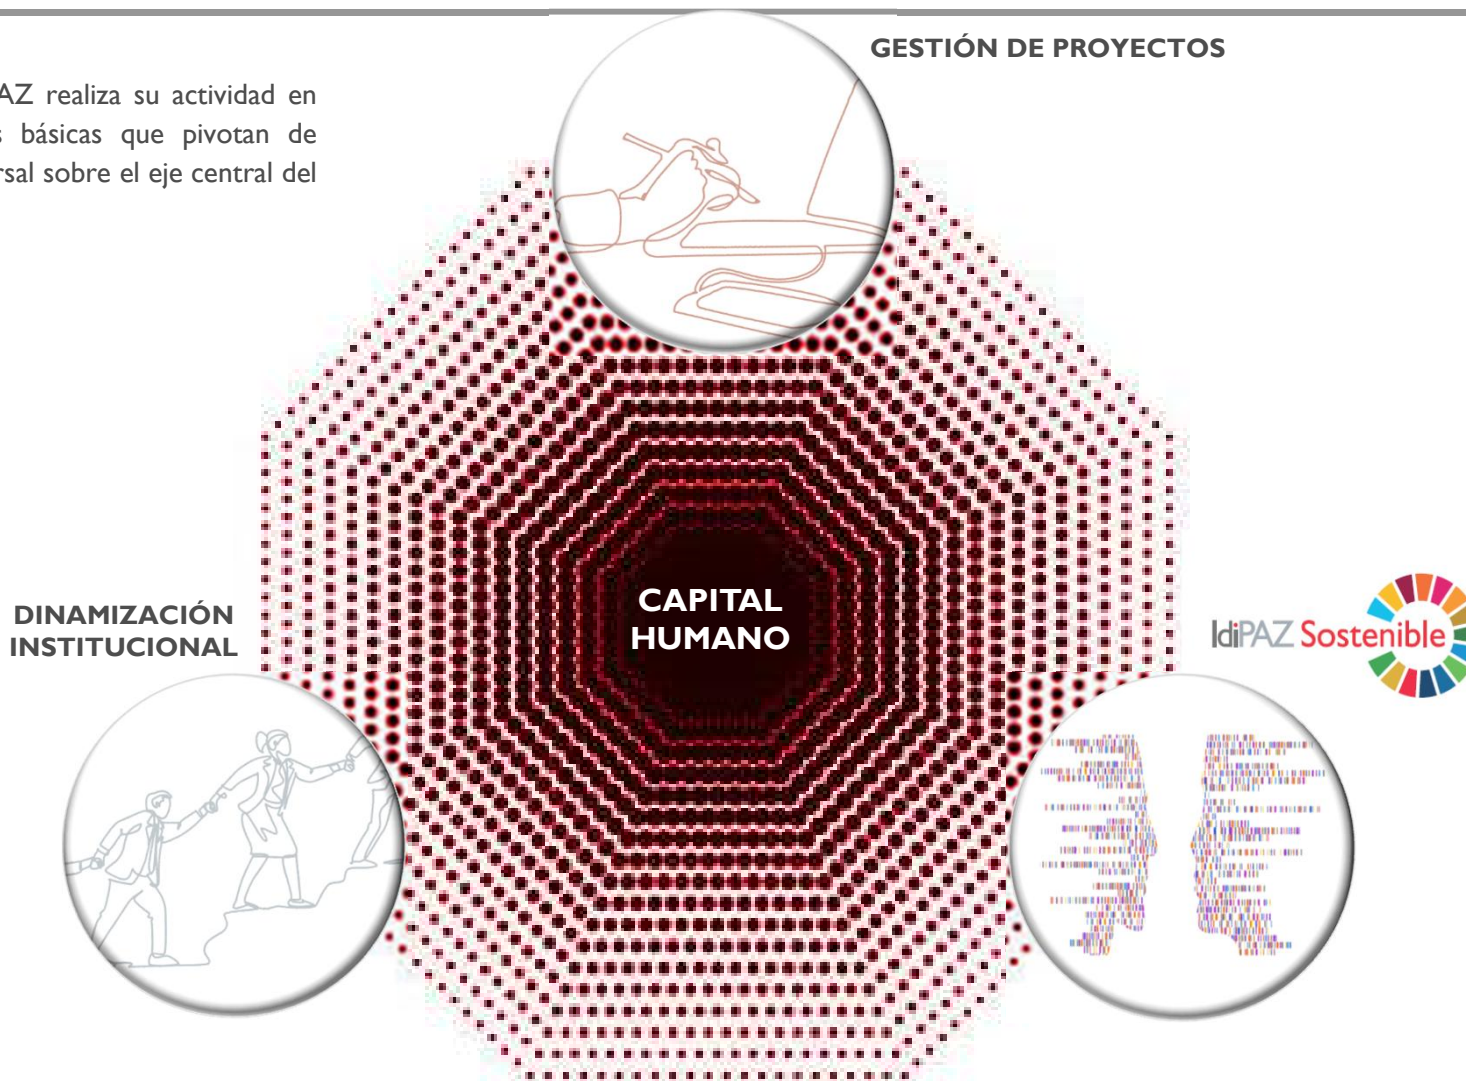 GESTIÓN DE PROYECTOS
AZ realiza su actividad en
s básicas que pivotan de
rsal sobre el eje central del
CAPITAL
HUMANO
DINAMIZACIÓN
INSTITUCIONAL
IdiPAZ Sostenible